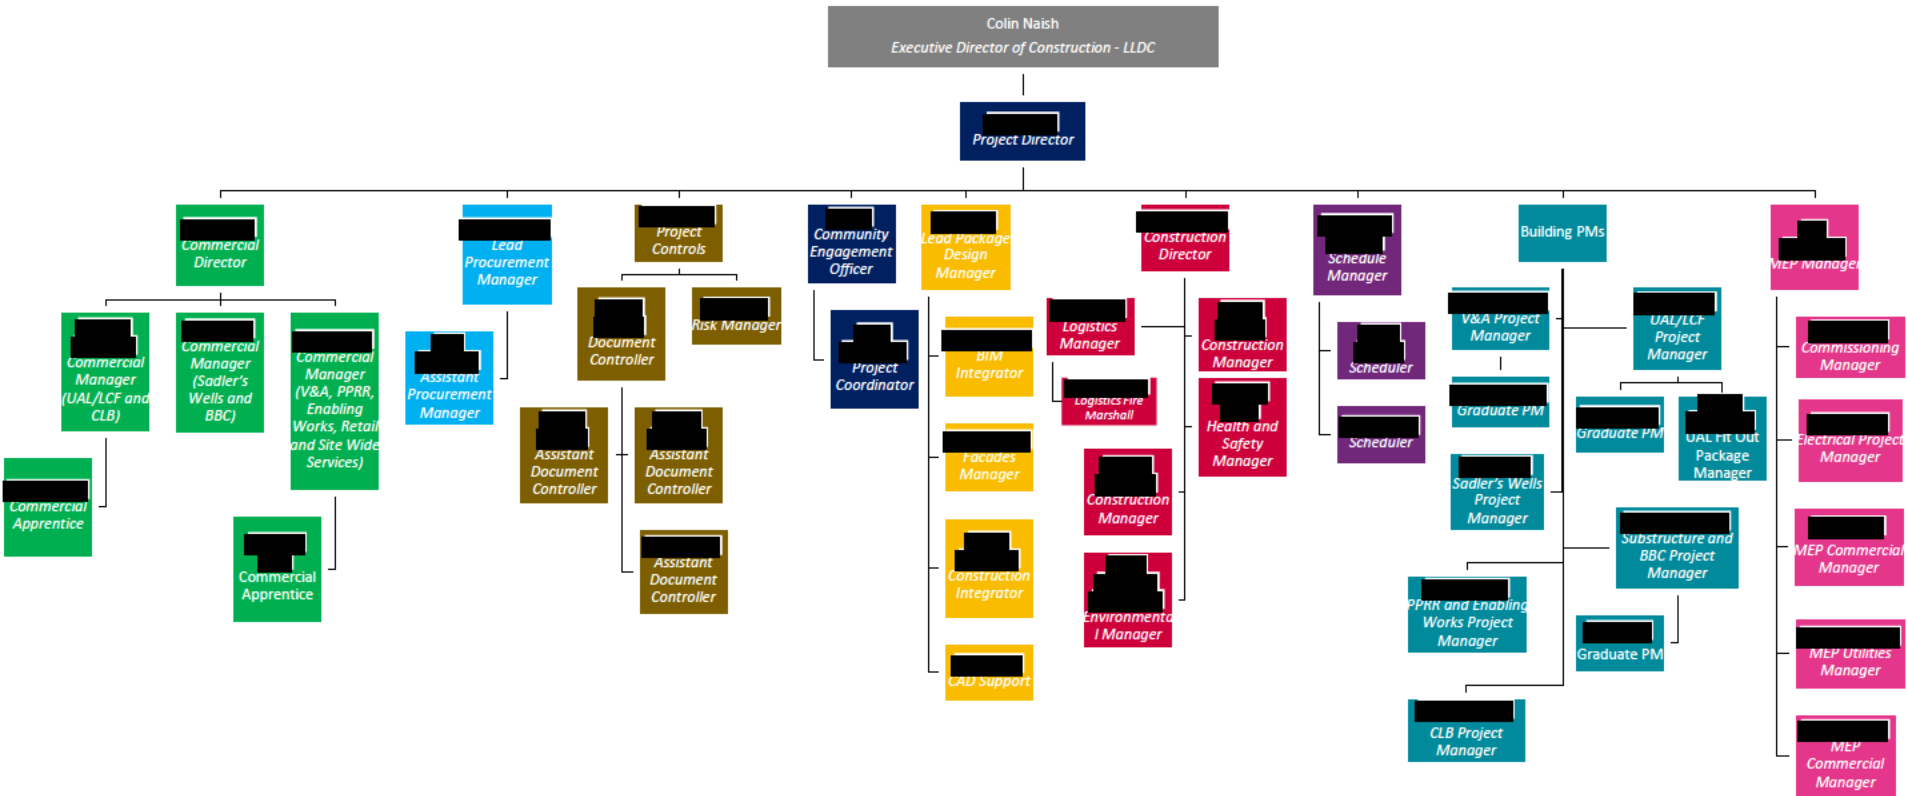 Colin Naish
Executive Director of Construction - LLDC
Project Director
Commercial
Director
Lead
Procurement
Manager
Project
Controls
Community
Engagement
Officer
Lead Package
Design
Manager
Construction
Director
Schedule
Manager
Building PMs
MEP Manager
Commercial
Manager
(UAL/LCF and
CLB)
Commercial
Manager
(Sadler's
Wells and
BBC)
Commercial
Manager
(V&A, PPRR,
Enabling
Works, Retail
and Site Wide
Services)
Commercial
Apprentice
Commercial
Apprentice
Assistant
Procurement
Manager
Document
Controller
Risk Manager
Assistant
Document
Controller
Assistant
Document
Controller
Assistant
Document
Controller
Project
Coordinator
BIM
Integrator
Facades
Manager
Construction
Integrator
CAD Support
Logistics
Manager
Logistics Fire
Marshall
Construction
Manager
Health and
Safety
Manager
Construction
Manager
Environmenta
l Manager
Scheduler
Scheduler
V&A Project
Manager
Graduate PM
Sadler's Wells
Project
Manager
UAL/LCF
Project
Manager
Graduate PM
UAL Fit Out
Package
Manager
Substructure and
BBC Project
Manager
Graduate PM
PPRR and Enabling
Works Project
Manager
CLB Project
Manager
Commissioning
Manager
Electrical Project
Manager
MEP Commercial
Manager
MEP Utilities
Manager
MEP
Commercial
Manager